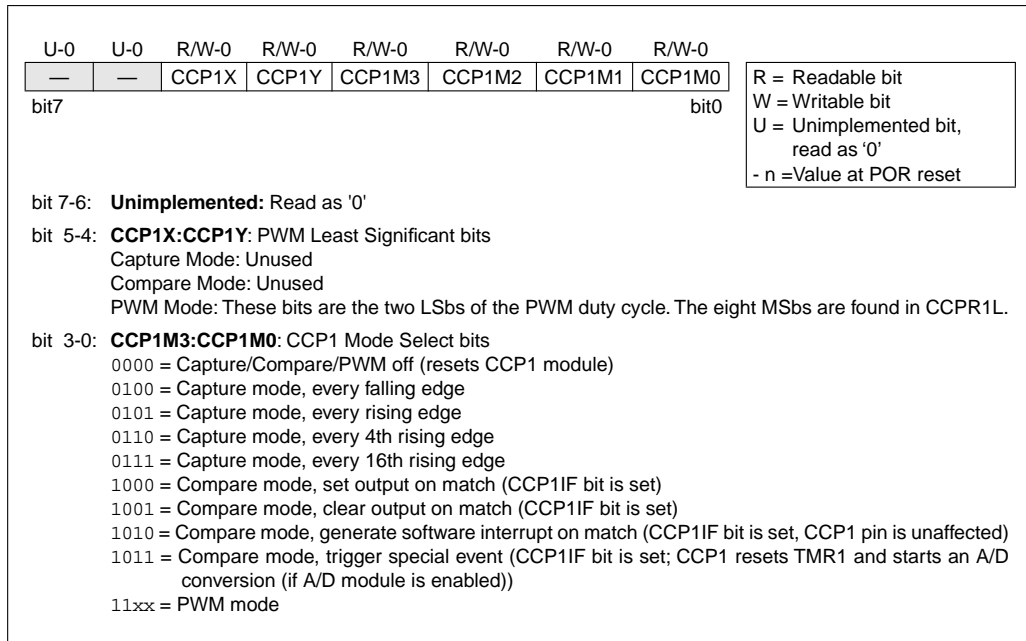 U-0 U-0 R/W-0 R/W-0 R/W-0 R/W-0 R/W-0 R/W-0
— — CCP1X CCP1Y CCP1M3 CCP1M2 CCP1M1 CCP1M0
bit7 bit0
R = Readable bit
W = Writable bit
U = Unimplemented bit,
read as ‘0’
- n =Value at POR reset
bit 7-6: Unimplemented: Read as '0'
bit 5-4: CCP1X:CCP1Y: PWM Least Significant bits
Capture Mode: Unused
Compare Mode: Unused
PWM Mode: These bits are the two LSbs of the PWM duty cycle. The eight MSbs are found in CCPR1L.
bit 3-0: CCP1M3:CCP1M0: CCP1 Mode Select bits
0000 = Capture/Compare/PWM off (resets CCP1 module)
0100 = Capture mode, every falling edge
0101 = Capture mode, every rising edge
0110 = Capture mode, every 4th rising edge
0111 = Capture mode, every 16th rising edge
1000 = Compare mode, set output on match (CCP1IF bit is set)
1001 = Compare mode, clear output on match (CCP1IF bit is set)
1010 = Compare mode, generate software interrupt on match (CCP1IF bit is set, CCP1 pin is unaffected)
1011 = Compare mode, trigger special event (CCP1IF bit is set; CCP1 resets TMR1 and starts an A/D
conversion (if A/D module is enabled))
11xx = PWM mode